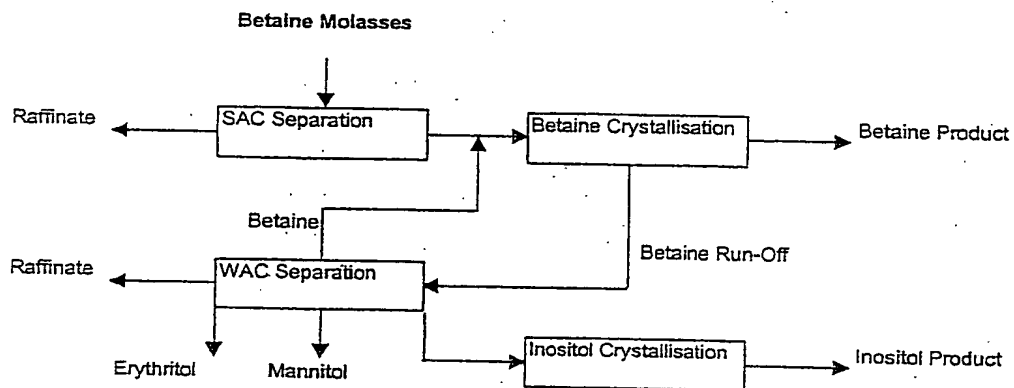 Betaine Molasses
Raffinate
SAC Separation
Betaine Crystallisation
Betaine Product
Betaine
Betaine Run-Off
Raffinate
WAC Separation
Erythritol
Mannitol
Inositol Crystallisation
Inositol Product